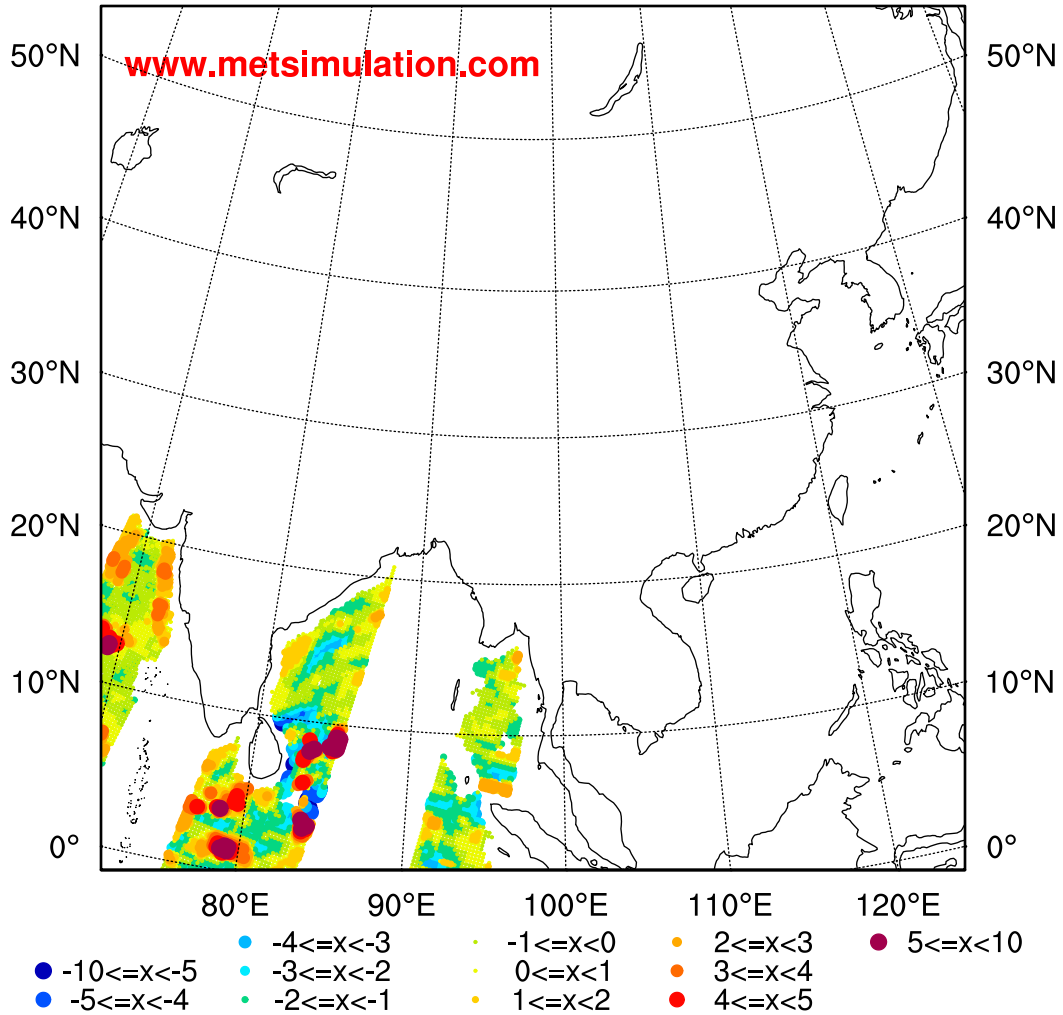 www.metsimulation.com
50°N 50°N
40°N 40°N
30°N 30°N
20°N 20°N
10°N 10°N
0° 0°
80°E 90°E 100°E 110°E 120°E
-4<=x<-3 -1<=x<0 2<=x<3 5<=x<10
-10<=x<-5 -3<=x<-2 0<=x<1 3<=x<4
-5<=x<-4 -2<=x<-1 1<=x<2 4<=x<5